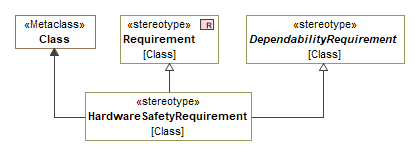 «Metaclass»
Class
«stereotype»
Requirement
R
[Class]
«stereotype»
DependabilityRequirement
[Class]
«stereotype»
HardwareSafetyRequirement
[Class]